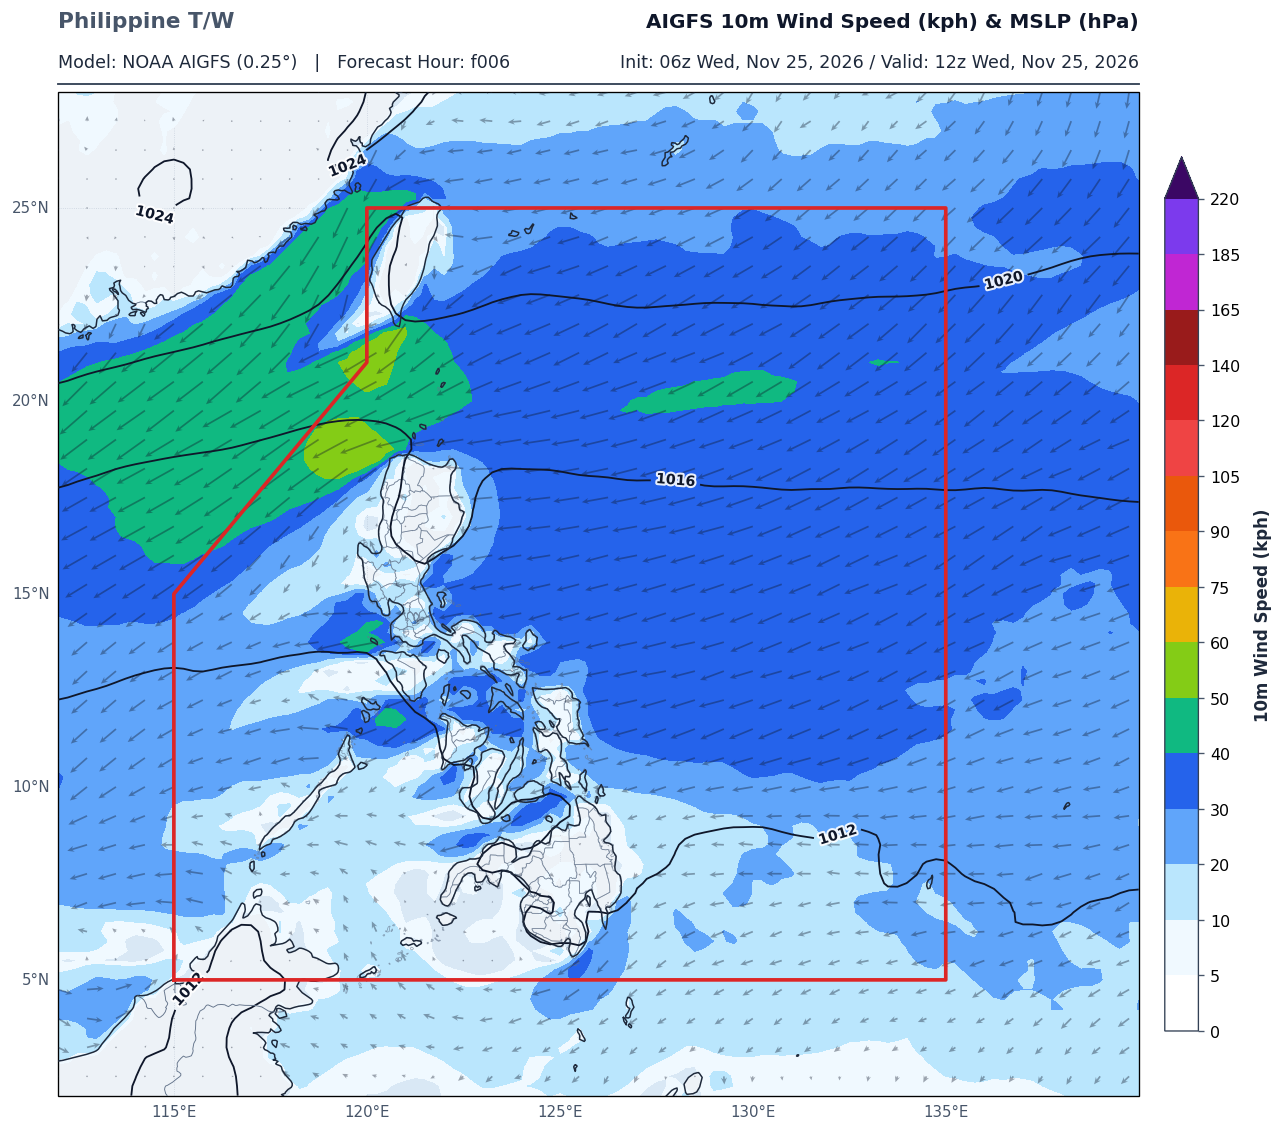 Philippine T/W
AIGFS 10m Wind Speed (kph) & MSLP (hPa)
Model: NOAA AIGFS (0.25°)   |   Forecast Hour: f006
Init: 06z Wed, Nov 25, 2026 / Valid: 12z Wed, Nov 25, 2026
1024
1024
1020
1016
1012
1012
25°N
20°N
15°N
10°N
5°N
115°E
120°E
125°E
130°E
135°E
220
185
165
140
120
105
90
75
60
50
40
30
20
10
5
0
10m Wind Speed (kph)